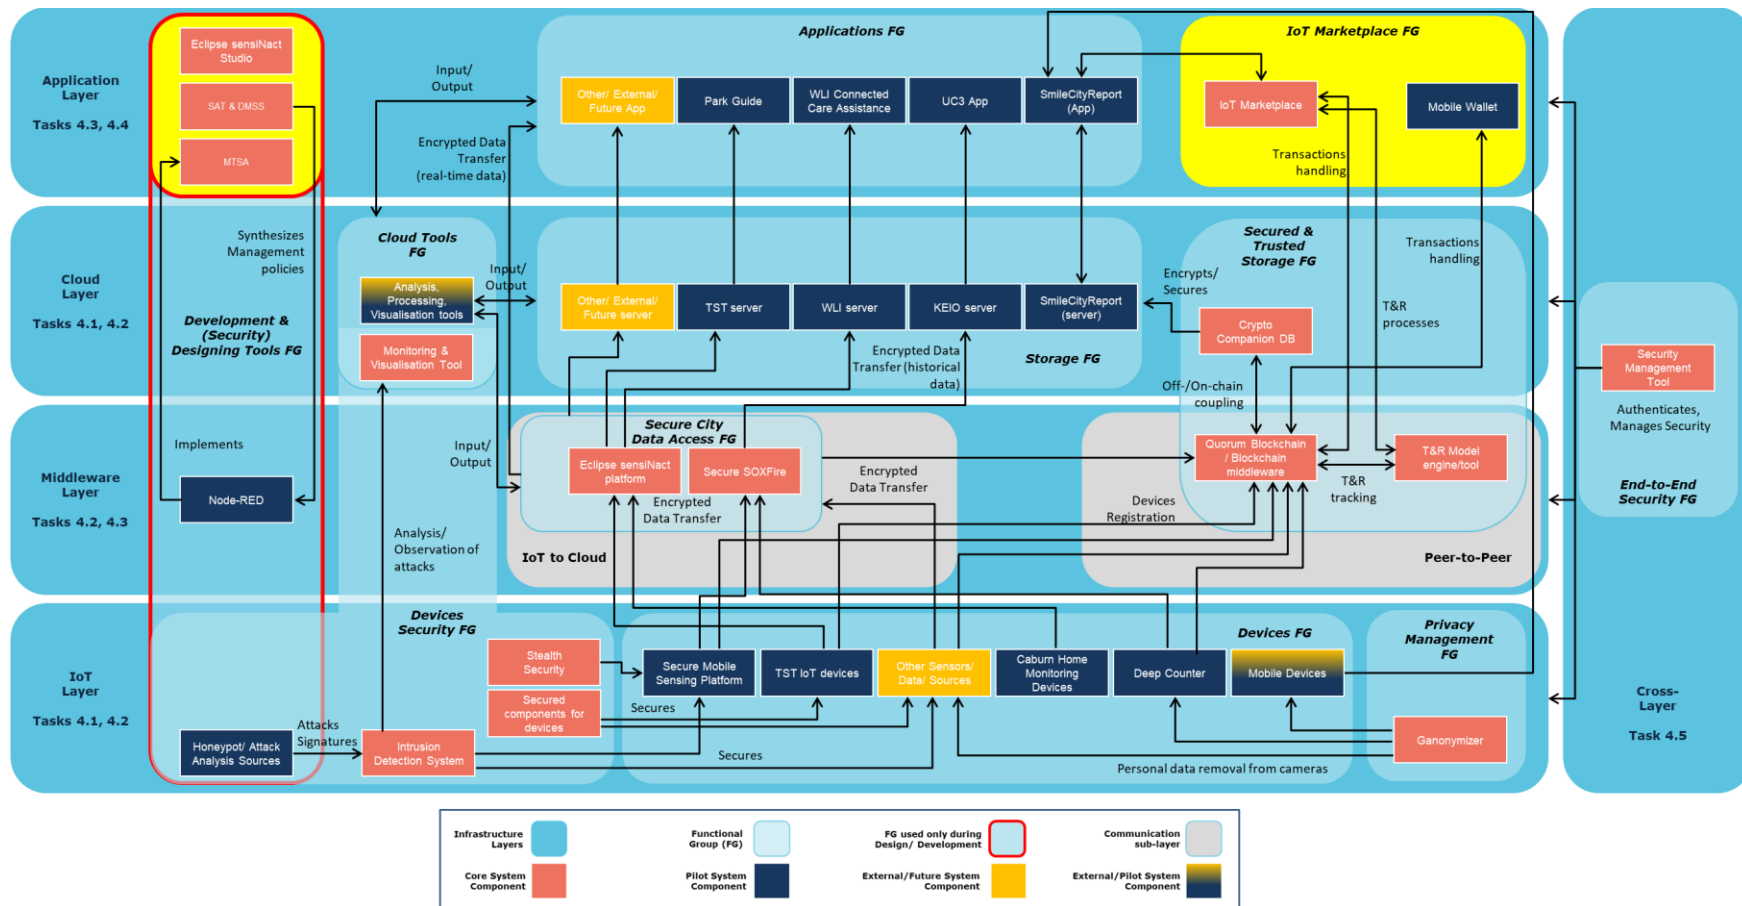 Application
Layer
Tasks 4.3, 4.4
Eclipse sensiNact
Studio
SAT & DMSS
MTSA
Input/
Output
Encrypted Data
Transfer
(real-time data)
Applications FG
Other/ External/
Future App
Park Guide
WLI Connected
Care Assistance
UC3 App
SmileCityReport
(App)
IoT Marketplace FG
IoT Marketplace
Mobile Wallet
Transactions
handling
Cloud
Layer
Tasks 4.1, 4.2
Synthesizes
Management
policies
Development &
(Security)
Designing Tools FG
Cloud Tools
FG
Analysis,
Processing,
Visualisation tools
Monitoring &
Visualisation Tool
Input/
Output
Other/ External/
Future server
TST server
WLI server
KEIO server
SmileCityReport
(server)
Encrypted Data
Transfer (historical
data)
Storage FG
Encrypts/
Secures
Secured &
Trusted
Storage FG
Crypto
Companion DB
Off-/On-chain
coupling
Transactions
handling
T&R
processes
Security
Management
Tool
Authenticates,
Manages Security
End-to-End
Security FG
Middleware
Layer
Tasks 4.2, 4.3
Implements
Node-RED
Input/
Output
Analysis/
Observation of
attacks
Secure City
Data Access FG
Eclipse sensiNact
platform
Secure SOXFire
Encrypted
Data Transfer
IoT to Cloud
Encrypted
Data Transfer
Quorum Blockchain
/ Blockchain
middleware
T&R Model
engine/tool
T&R
tracking
Devices
Registration
Peer-to-Peer
IoT
Layer
Tasks 4.1, 4.2
Devices
Security FG
Stealth
Security
Secured
components for
devices
Secures
Attacks
Signatures
Honeypot/ Attack
Analysis Sources
Intrusion
Detection System
Secures
Devices FG
Secure Mobile
Sensing Platform
TST IoT devices
Other Sensors/
Data/ Sources
Caburn Home
Monitoring
Devices
Deep Counter
Mobile Devices
Personal data removal from cameras
Privacy
Management
FG
Ganonymizer
Cross-
Layer
Task 4.5
Infrastructure
Layers
Functional
Group (FG)
FG used only during
Design/ Development
Communication
sub-layer
Core System
Component
Pilot System
Component
External/Future System
Component
External/Pilot System
Component